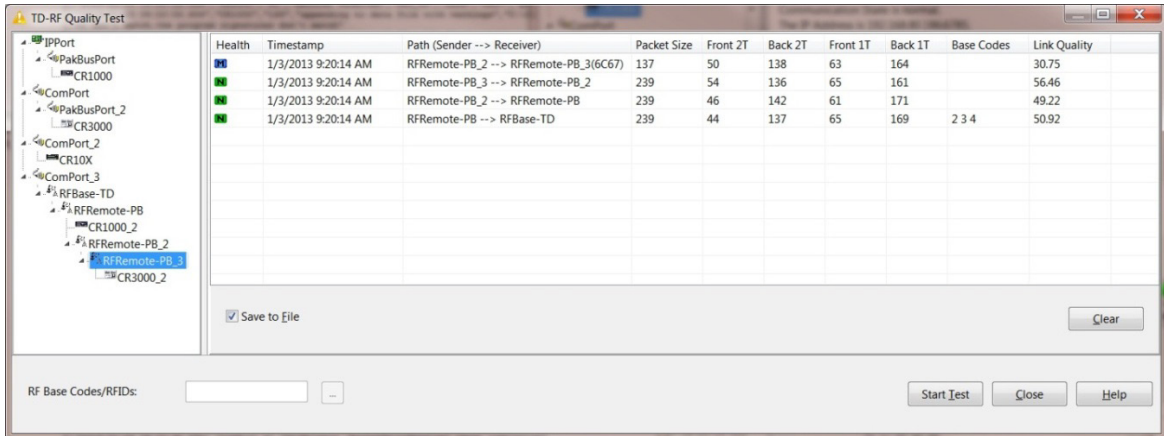 TD-RF Quality Test
IPPort
PakBusPort
CR1000
ComPort
PakBusPort_2
CR3000
ComPort_2
CR10X
ComPort_3
RFBase-TD
RFRemote-PB
CR1000_2
RFRemote-PB_2
RFRemote-PB_3
CR3000_2
Health Timestamp Path (Sender --> Receiver) Packet Size Front 2T Back 2T Front 1T Back 1T Base Codes Link Quality
M 1/3/2013 9:20:14 AM RFRemote-PB_2 --> RFRemote-PB_3(6C67) 137 50 138 63 164 30.75
N 1/3/2013 9:20:14 AM RFRemote-PB_3 --> RFRemote-PB_2 239 54 136 65 161 56.46
N 1/3/2013 9:20:14 AM RFRemote-PB_2 --> RFRemote-PB 239 46 142 61 171 49.22
N 1/3/2013 9:20:14 AM RFRemote-PB --> RFBase-TD 239 44 137 65 169 2 3 4 50.92
Save to File
Clear
RF Base Codes/RFIDs:
...
Start Test Close Help